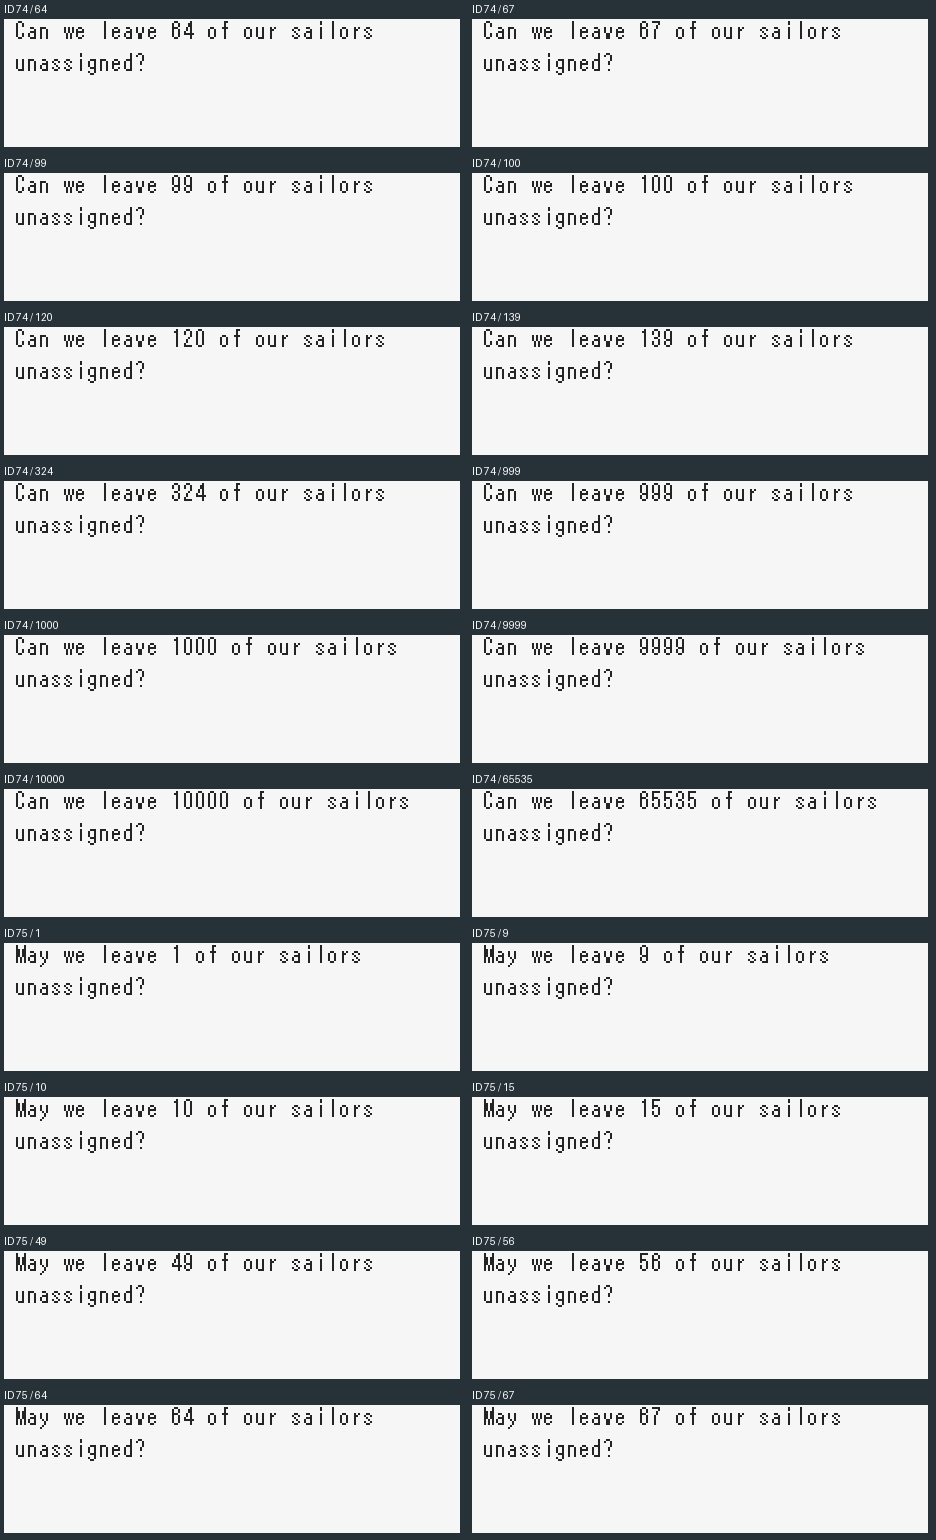 ID74/64
Can we leave 64 of our sailors
unassigned?
ID74/67
Can we leave 67 of our sailors
unassigned?
ID74/99
Can we leave 99 of our sailors
unassigned?
ID74/100
Can we leave 100 of our sailors
unassigned?
ID74/120
Can we leave 120 of our sailors
unassigned?
ID74/139
Can we leave 139 of our sailors
unassigned?
ID74/324
Can we leave 324 of our sailors
unassigned?
ID74/999
Can we leave 999 of our sailors
unassigned?
ID74/1000
Can we leave 1000 of our sailors
unassigned?
ID74/9999
Can we leave 9999 of our sailors
unassigned?
ID74/10000
Can we leave 10000 of our sailors
unassigned?
ID74/65535
Can we leave 65535 of our sailors
unassigned?
ID75/1
May we leave 1 of our sailors
unassigned?
ID75/9
May we leave 9 of our sailors
unassigned?
ID75/10
May we leave 10 of our sailors
unassigned?
ID75/15
May we leave 15 of our sailors
unassigned?
ID75/49
May we leave 49 of our sailors
unassigned?
ID75/56
May we leave 56 of our sailors
unassigned?
ID75/64
May we leave 64 of our sailors
unassigned?
ID75/67
May we leave 67 of our sailors
unassigned?